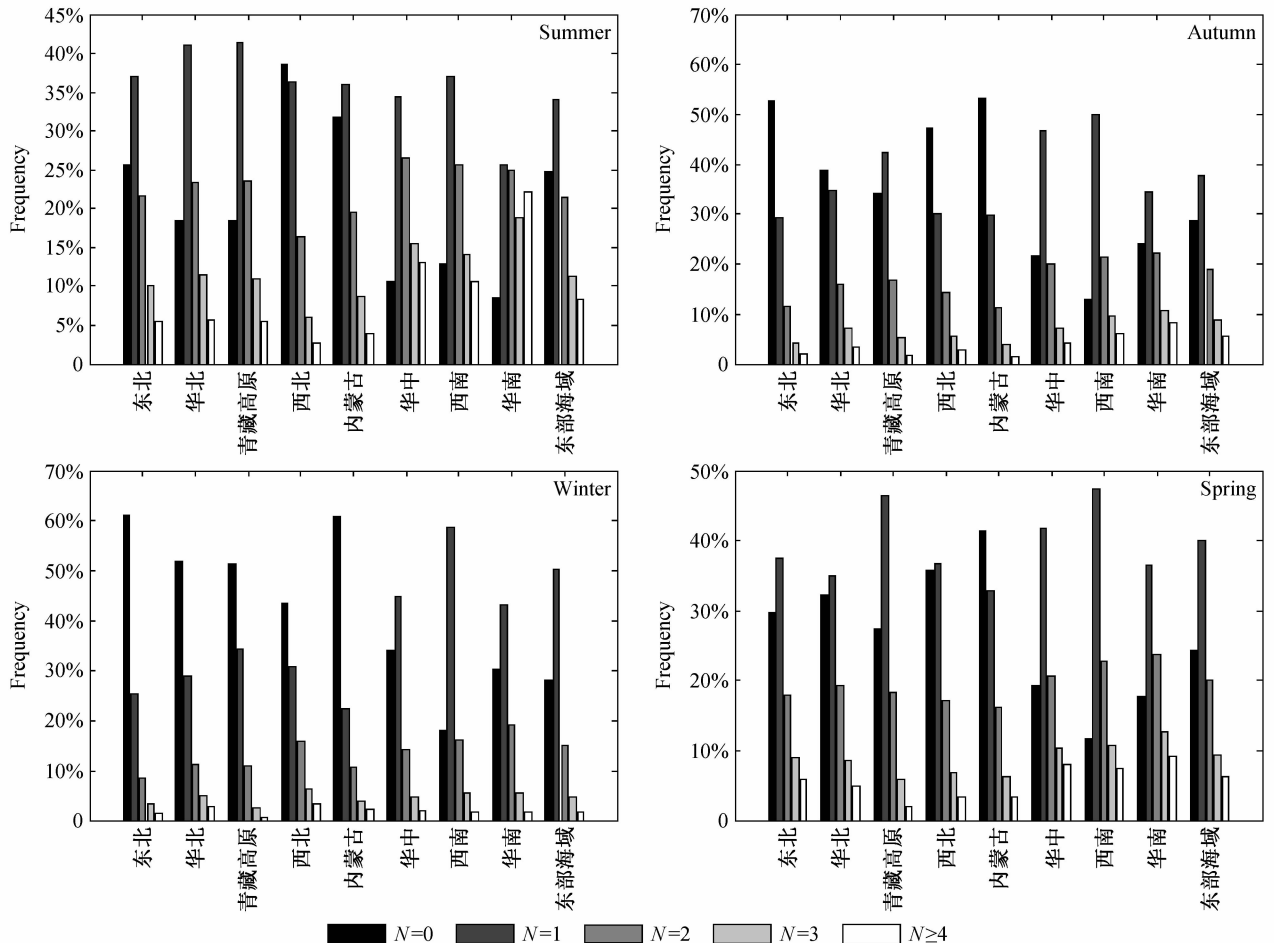 45%
40%
35%
30%
25%
20%
15%
10%
5%
0
Frequency
Summer
东北
华北
青藏高原
西北
内蒙古
华中
西南
华南
东部海域
70%
60%
50%
40%
30%
20%
10%
0
Frequency
Autumn
东北
华北
青藏高原
西北
内蒙古
华中
西南
华南
东部海域
70%
60%
50%
40%
30%
20%
10%
0
Frequency
Winter
东北
华北
青藏高原
西北
内蒙古
华中
西南
华南
东部海域
50%
40%
30%
20%
10%
0
Frequency
Spring
东北
华北
青藏高原
西北
内蒙古
华中
西南
华南
东部海域
N=0 N=1 N=2 N=3 N≥4